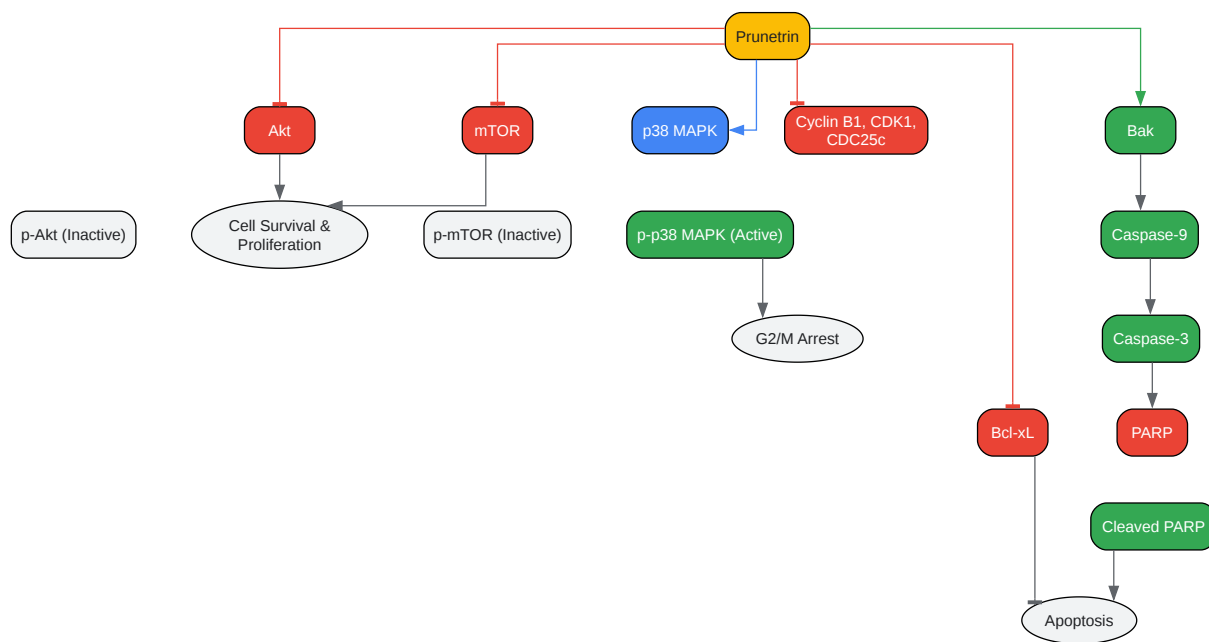 Prunetrin
Akt
mTOR
p38 MAPK
Cyclin B1, CDK1,
CDC25c
Bak
p-Akt (Inactive)
Cell Survival &
Proliferation
p-mTOR (Inactive)
p-p38 MAPK (Active)
Caspase-9
G2/M Arrest
Caspase-3
Bcl-xL
PARP
Cleaved PARP
Apoptosis